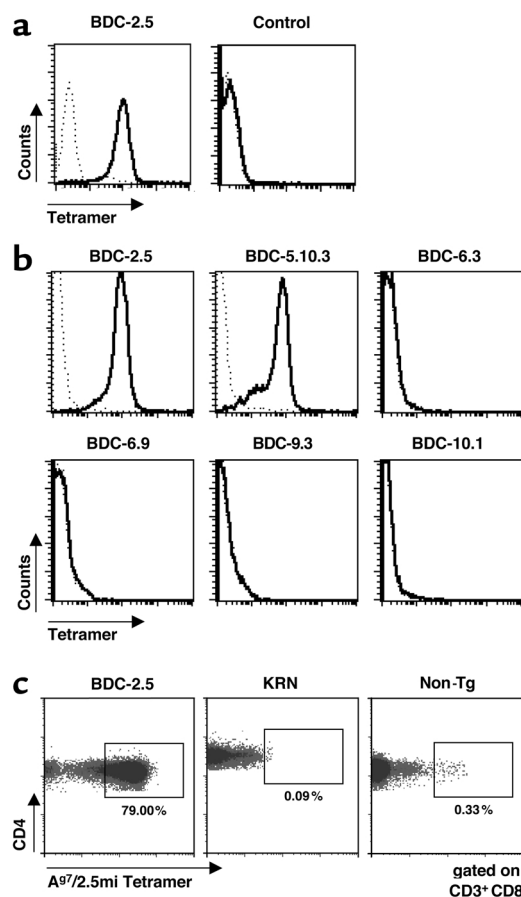 a
BDC-2.5 Control
Counts
Tetramer
b
BDC-2.5 BDC-5.10.3 BDC-6.3
BDC-6.9 BDC-9.3 BDC-10.1
Counts
Tetramer
c
BDC-2.5 KRN Non-Tg
79.00% 0.09% 0.33%
CD4
Ag7/2.5mi Tetramer
gated on
CD3+ CD8